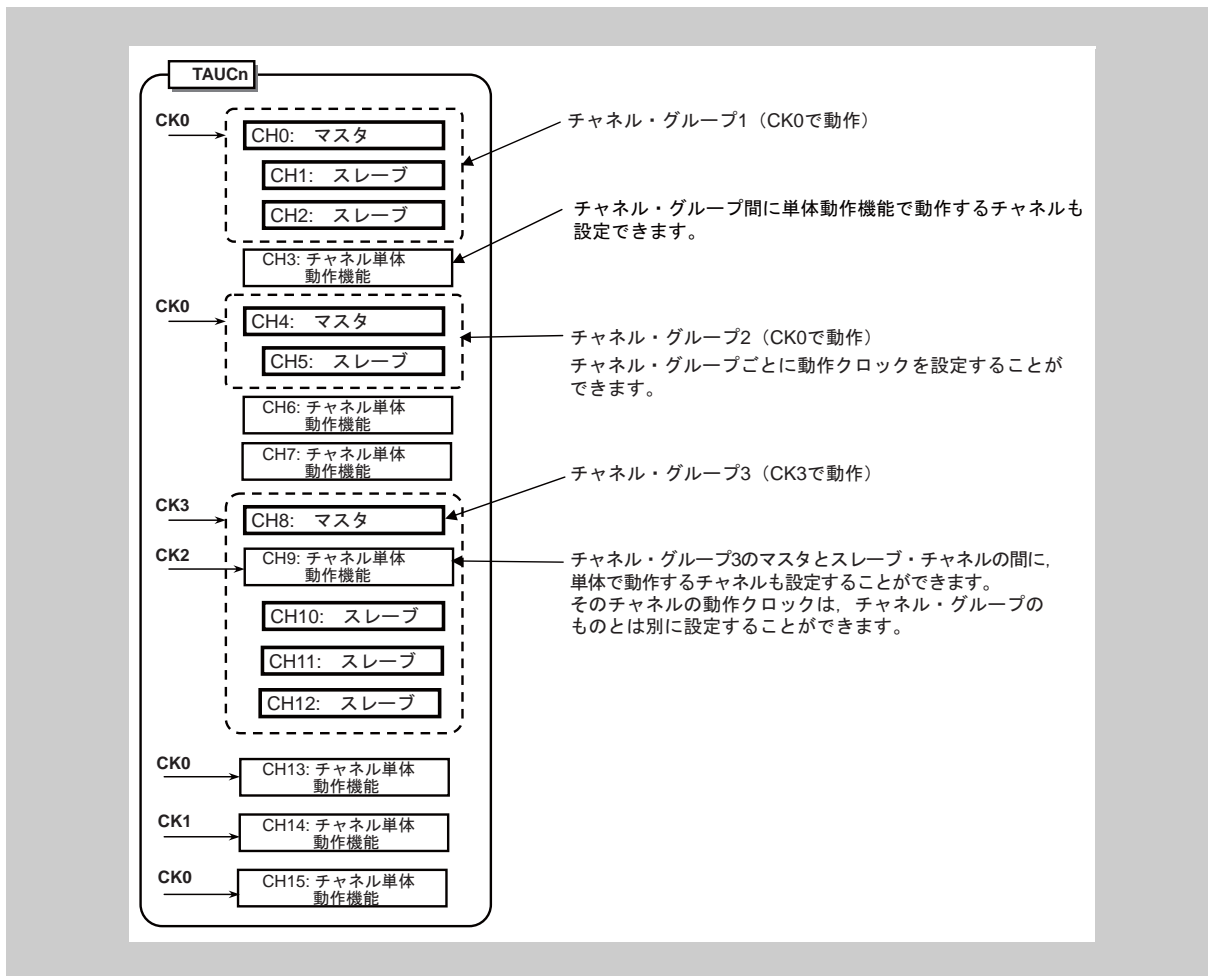 TAUCn
CK0
CH0: マスタ
CH1: スレーブ
CH2: スレーブ
チャネル・グループ1（CK0で動作）
CH3: チャネル単体
動作機能
チャネル・グループ間に単体動作機能で動作するチャネルも
設定できます。
CK0
CH4: マスタ
CH5: スレーブ
チャネル・グループ2（CK0で動作）
チャネル・グループごとに動作クロックを設定することが
できます。
CH6: チャネル単体
動作機能
CH7: チャネル単体
動作機能
チャネル・グループ3（CK3で動作）
CK3
CH8: マスタ
CK2
CH9: チャネル単体
動作機能
チャネル・グループ3のマスタとスレーブ・チャネルの間に，
単体で動作するチャネルも設定することができます。
そのチャネルの動作クロックは，チャネル・グループの
ものとは別に設定することができます。
CH10: スレーブ
CH11: スレーブ
CH12: スレーブ
CK0
CH13: チャネル単体
動作機能
CK1
CH14: チャネル単体
動作機能
CK0
CH15: チャネル単体
動作機能